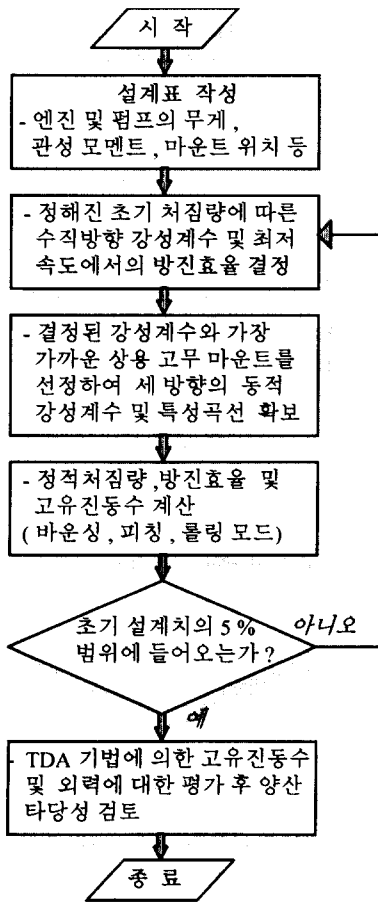 시 작
설계표 작성
- 엔진 및 펌프의 무게,
관성 모멘트, 마운트 위치 등
- 정해진 초기 처짐량에 따른
수직방향 강성계수 및 최저
속도에서의 방진효율 결정
- 결정된 강성계수와 가장
가까운 상용 고무 마운트를
선정하여 세 방향의 동적
강성계수 및 특성곡선 확보
- 정적처짐량, 방진효율 및
고유진동수 계산
( 바운싱, 피칭, 롤링 모드)
초기 설계치의 5 %
범위에 들어오는가 ?
아니오
예
- TDA 기법에 의한 고유진동수
및 외력에 대한 평가 후 양산
타당성 검토
종 료